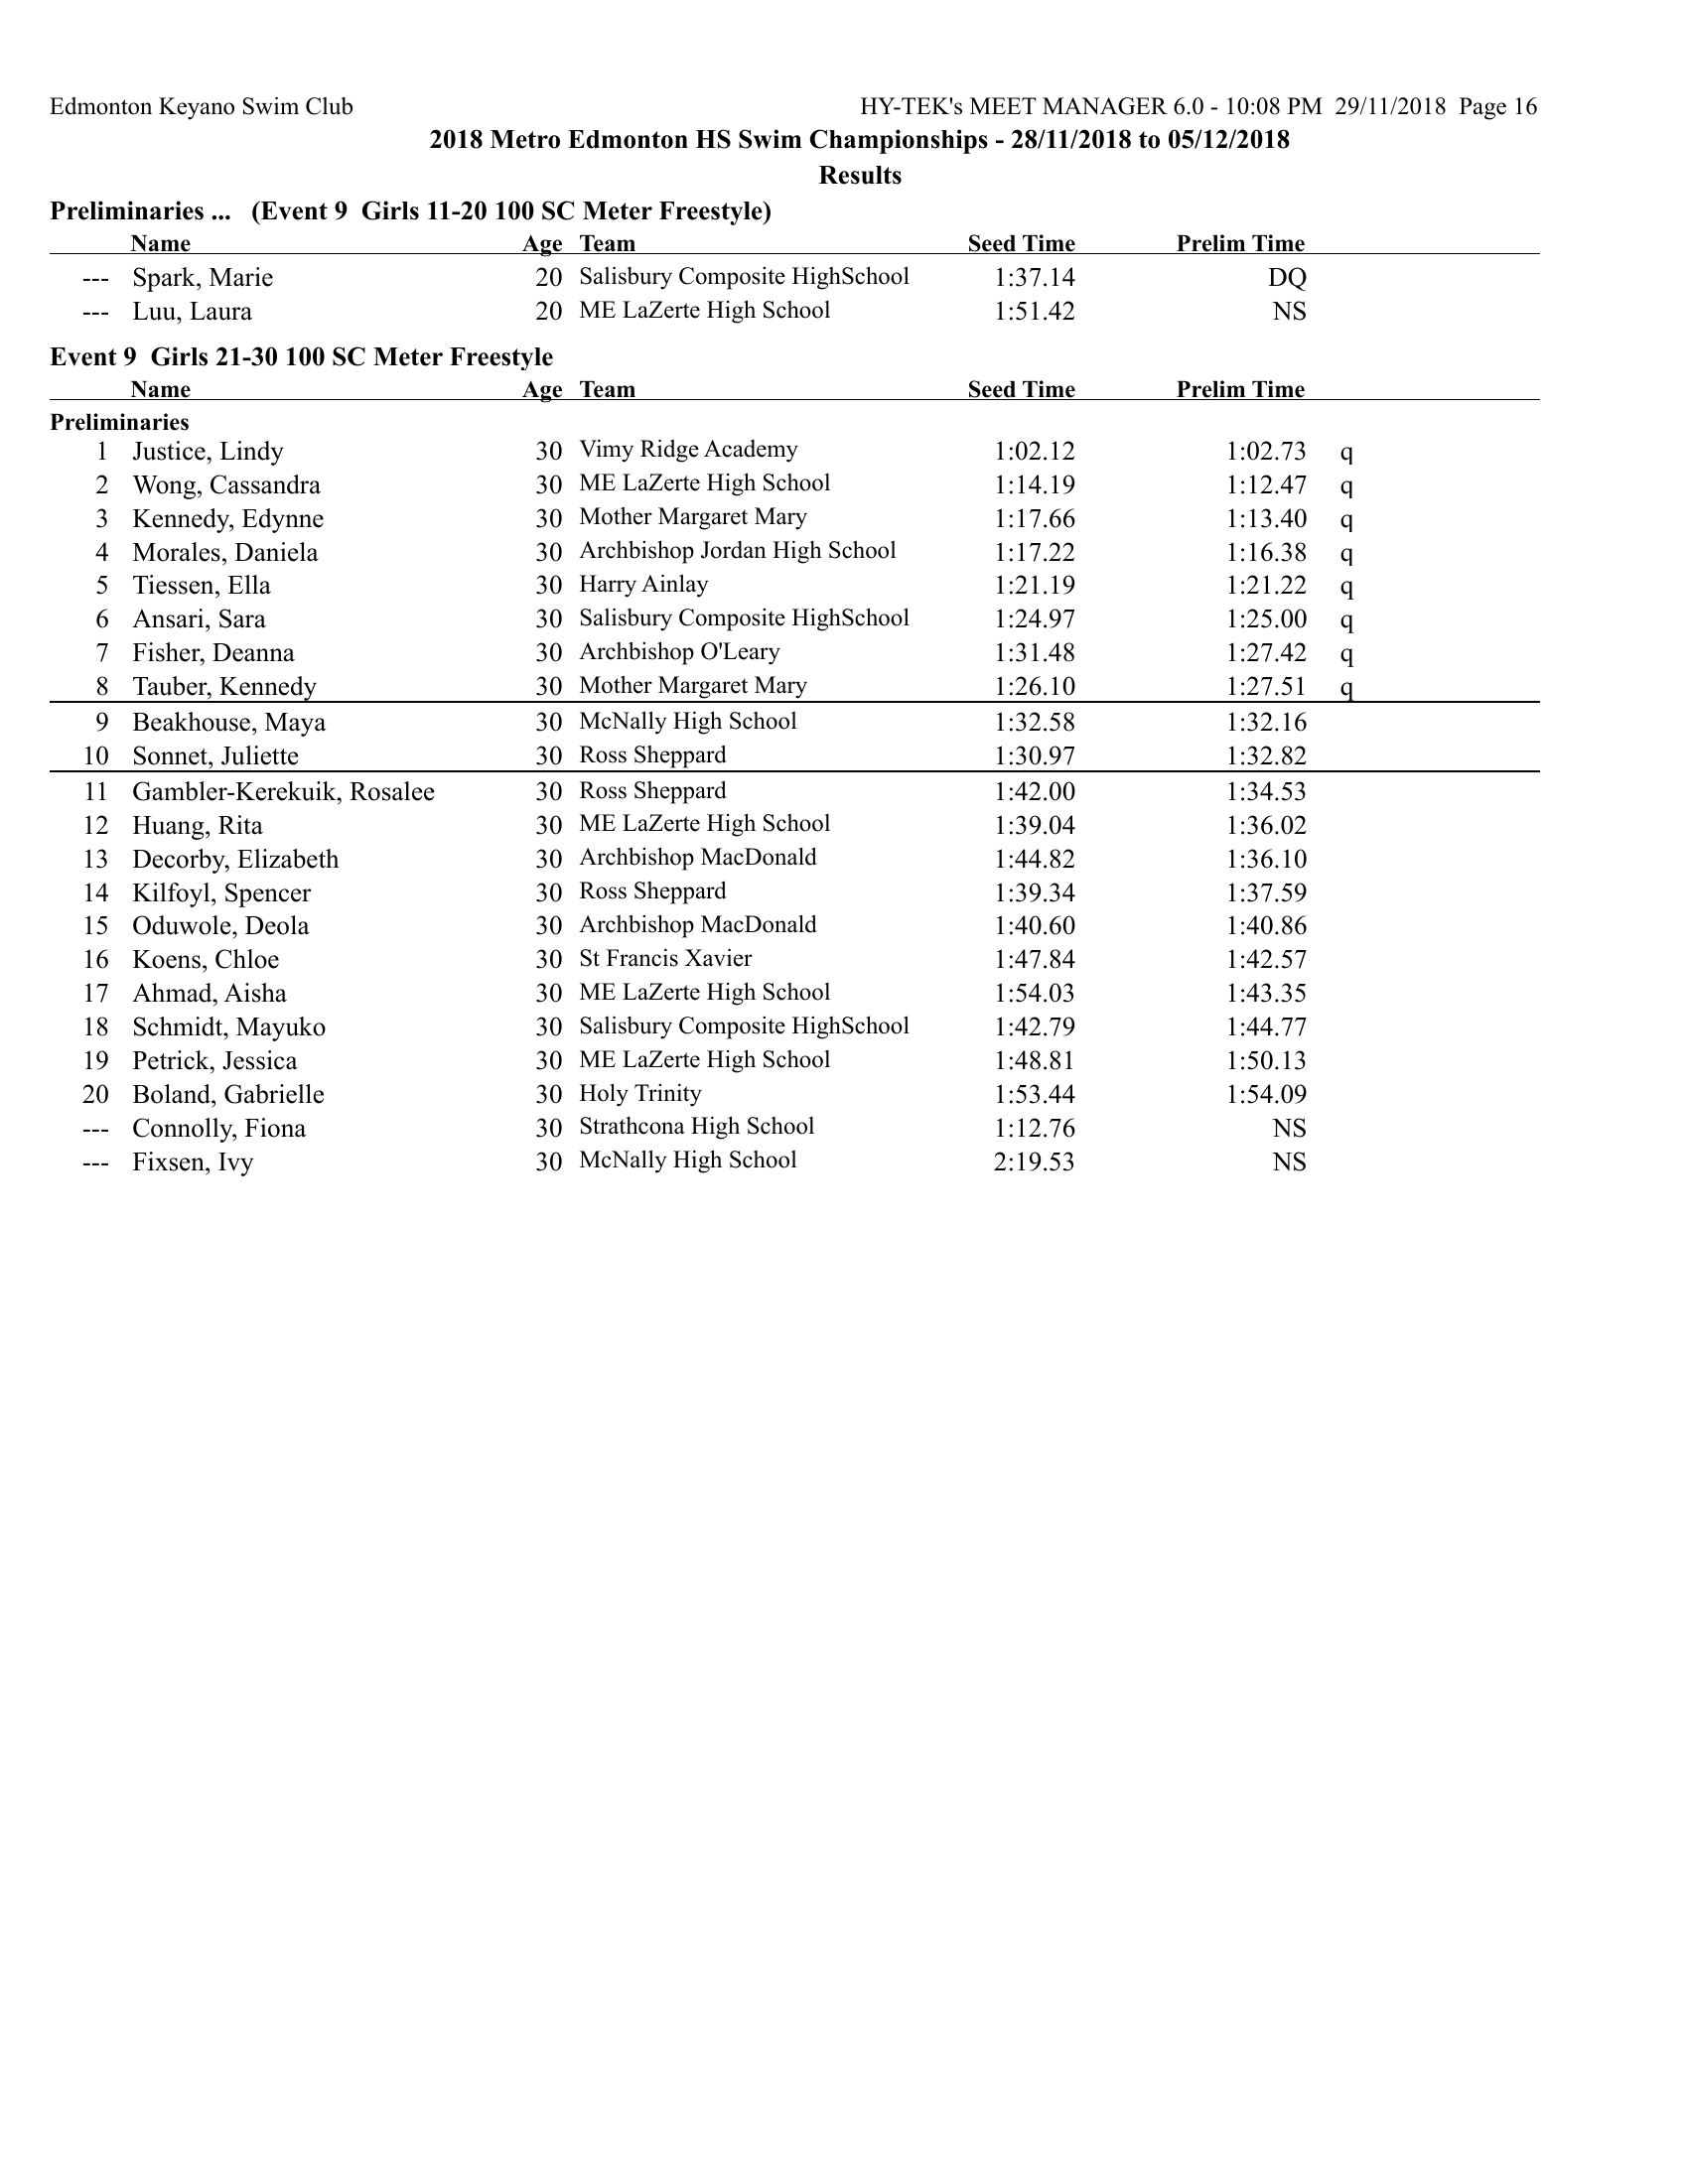 Edmonton Keyano Swim Club HY-TEK's MEET MANAGER 6.0 - 10:08 PM 29/11/2018 Page 16
2018 Metro Edmonton HS Swim Championships - 28/11/2018 to 05/12/2018
Results
Preliminaries ... (Event 9 Girls 11-20 100 SC Meter Freestyle)
Name Age Team Seed Time Prelim Time
--- Spark, Marie 20 Salisbury Composite HighSchool 1:37.14 DQ
--- Luu, Laura 20 ME LaZerte High School 1:51.42 NS
Event 9 Girls 21-30 100 SC Meter Freestyle
Name Age Team Seed Time Prelim Time
Preliminaries
1 Justice, Lindy 30 Vimy Ridge Academy 1:02.12 1:02.73 q
2 Wong, Cassandra 30 ME LaZerte High School 1:14.19 1:12.47 q
3 Kennedy, Edynne 30 Mother Margaret Mary 1:17.66 1:13.40 q
4 Morales, Daniela 30 Archbishop Jordan High School 1:17.22 1:16.38 q
5 Tiessen, Ella 30 Harry Ainlay 1:21.19 1:21.22 q
6 Ansari, Sara 30 Salisbury Composite HighSchool 1:24.97 1:25.00 q
7 Fisher, Deanna 30 Archbishop O'Leary 1:31.48 1:27.42 q
8 Tauber, Kennedy 30 Mother Margaret Mary 1:26.10 1:27.51 q
9 Beakhouse, Maya 30 McNally High School 1:32.58 1:32.16
10 Sonnet, Juliette 30 Ross Sheppard 1:30.97 1:32.82
11 Gambler-Kerekuik, Rosalee 30 Ross Sheppard 1:42.00 1:34.53
12 Huang, Rita 30 ME LaZerte High School 1:39.04 1:36.02
13 Decorby, Elizabeth 30 Archbishop MacDonald 1:44.82 1:36.10
14 Kilfoyl, Spencer 30 Ross Sheppard 1:39.34 1:37.59
15 Oduwole, Deola 30 Archbishop MacDonald 1:40.60 1:40.86
16 Koens, Chloe 30 St Francis Xavier 1:47.84 1:42.57
17 Ahmad, Aisha 30 ME LaZerte High School 1:54.03 1:43.35
18 Schmidt, Mayuko 30 Salisbury Composite HighSchool 1:42.79 1:44.77
19 Petrick, Jessica 30 ME LaZerte High School 1:48.81 1:50.13
20 Boland, Gabrielle 30 Holy Trinity 1:53.44 1:54.09
--- Connolly, Fiona 30 Strathcona High School 1:12.76 NS
--- Fixsen, Ivy 30 McNally High School 2:19.53 NS